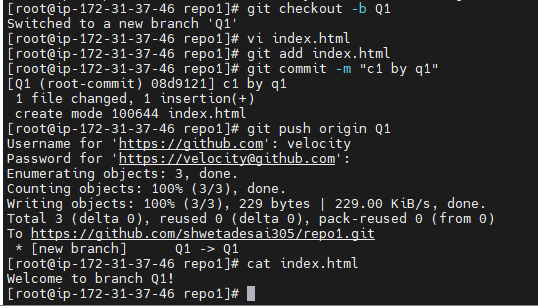 [root@ip-172-31-37-46 repo1]# git checkout -b Q1
Switched to a new branch 'Q1'
[root@ip-172-31-37-46 repo1]# vi index.html
[root@ip-172-31-37-46 repo1]# git add index.html
[root@ip-172-31-37-46 repo1]# git commit -m "c1 by q1"
[Q1 (root-commit) 08d9121] c1 by q1
 1 file changed, 1 insertion(+)
 create mode 100644 index.html
[root@ip-172-31-37-46 repo1]# git push origin Q1
Username for 'https://github.com': velocity
Password for 'https://velocity@github.com':
Enumerating objects: 3, done.
Counting objects: 100% (3/3), done.
Writing objects: 100% (3/3), 229 bytes | 229.00 KiB/s, done.
Total 3 (delta 0), reused 0 (delta 0), pack-reused 0 (from 0)
To https://github.com/shwetadesai305/repo1.git
 * [new branch]      Q1 -> Q1
[root@ip-172-31-37-46 repo1]# cat index.html
Welcome to branch Q1!
[root@ip-172-31-37-46 repo1]#